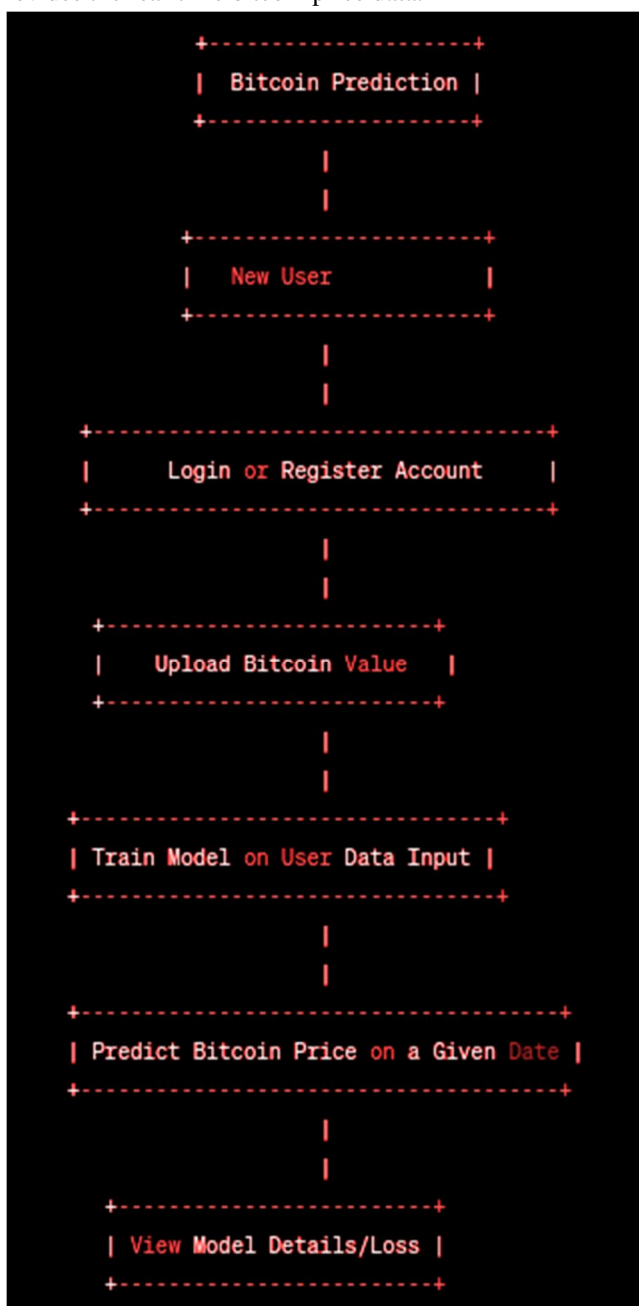 Bitcoin Prediction
New User
Login or Register Account
Upload Bitcoin Value
Train Model on User Data Input
Predict Bitcoin Price on a Given Date
View Model Details/Loss